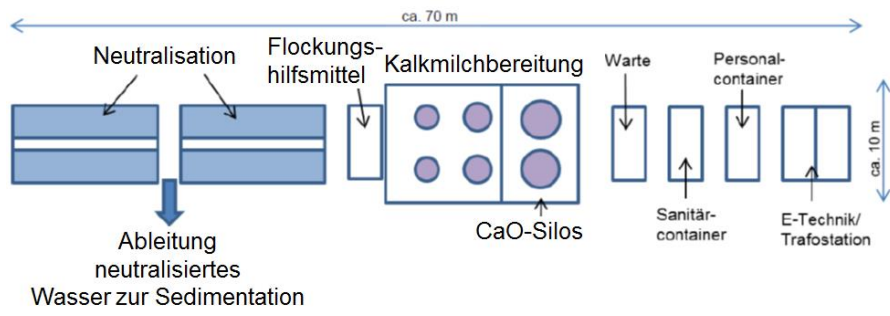 ca. 70 m
Neutralisation
Flockungs-
hilfsmittel
Kalkmilchbereitung
Warte
Personal-
container
ca. 10 m
Ableitung
neutralisiertes
Wasser zur Sedimentation
CaO-Silos
Sanitär-
container
E-Technik/
Trafostation